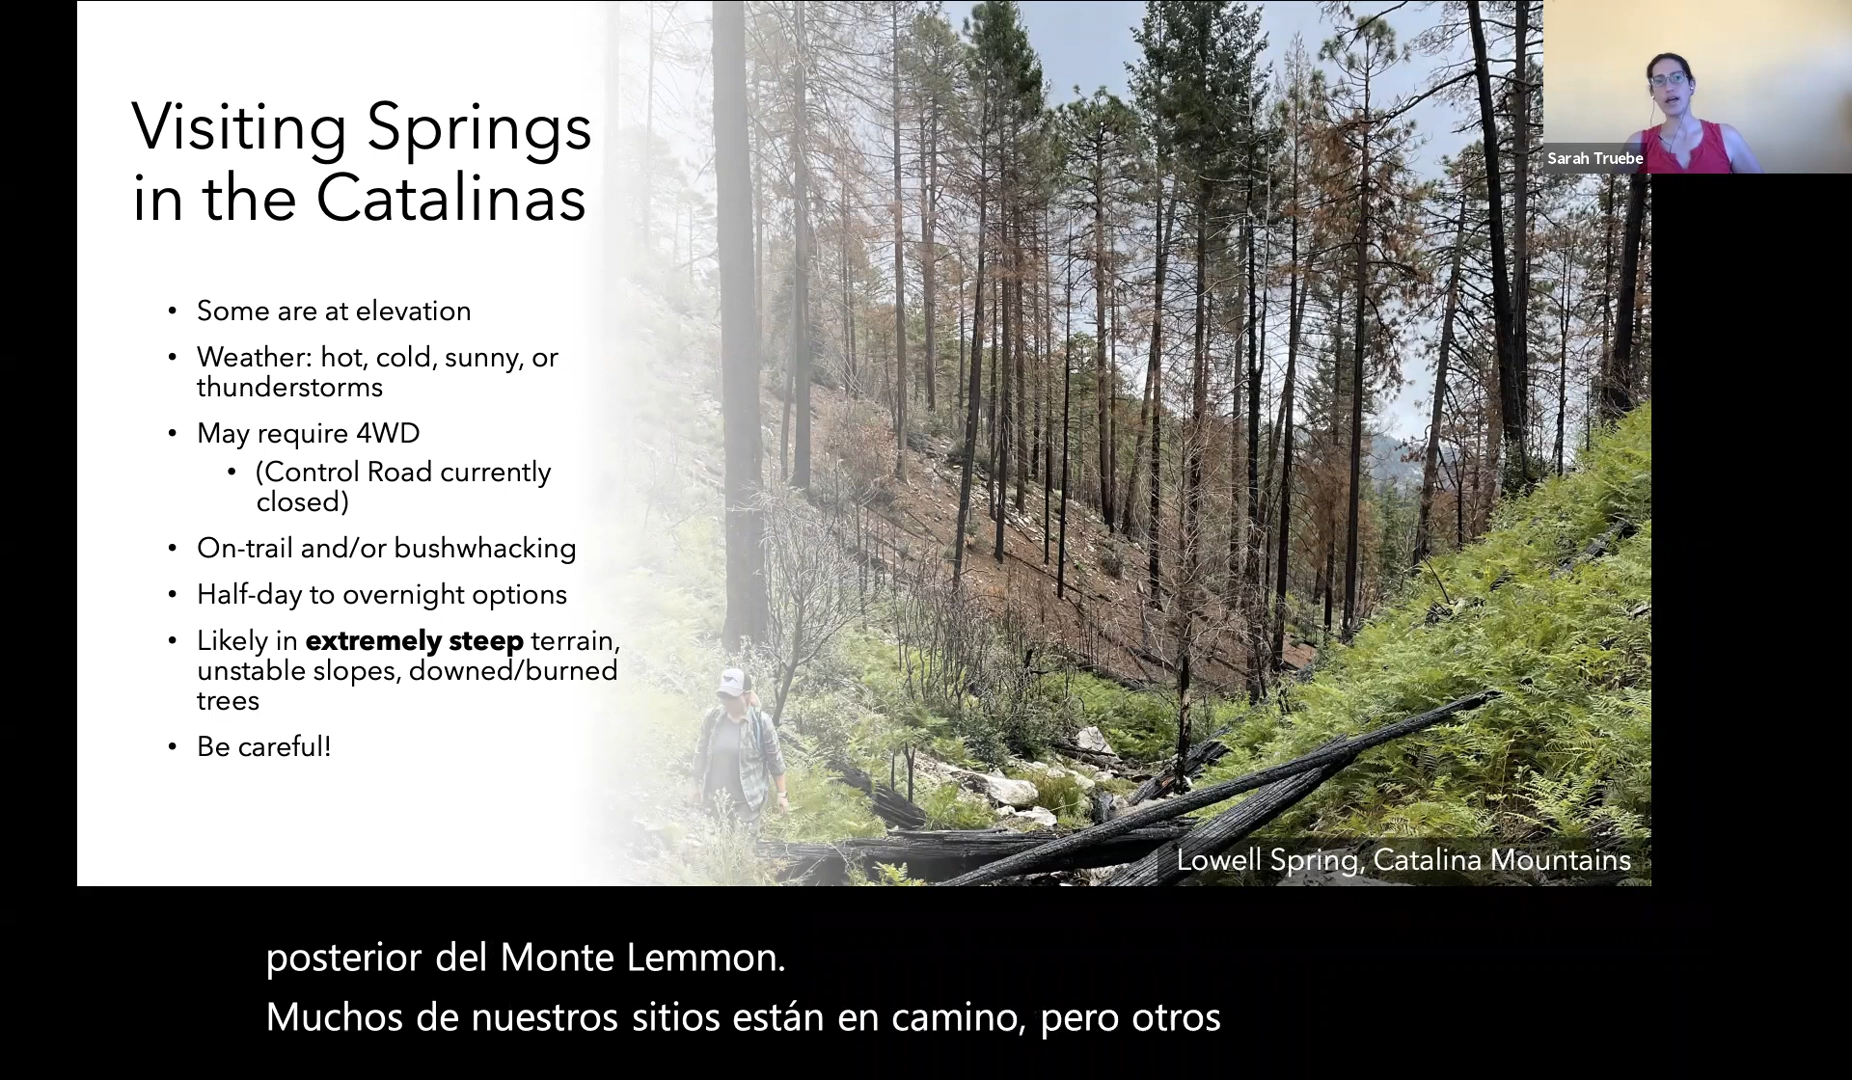 Visiting Springs
in the Catalinas
• Some are at elevation
• Weather: hot, cold, sunny, or
thunderstorms
• May require 4WD
• (Control Road currently
closed)
• On-trail and/or bushwhacking
• Half-day to overnight options
• Likely in extremely steep terrain,
unstable slopes, downed/burned
trees
• Be careful!
Sarah Truebe
Lowell Spring, Catalina Mountains
posterior del Monte Lemmon.
Muchos de nuestros sitios están en camino, pero otros